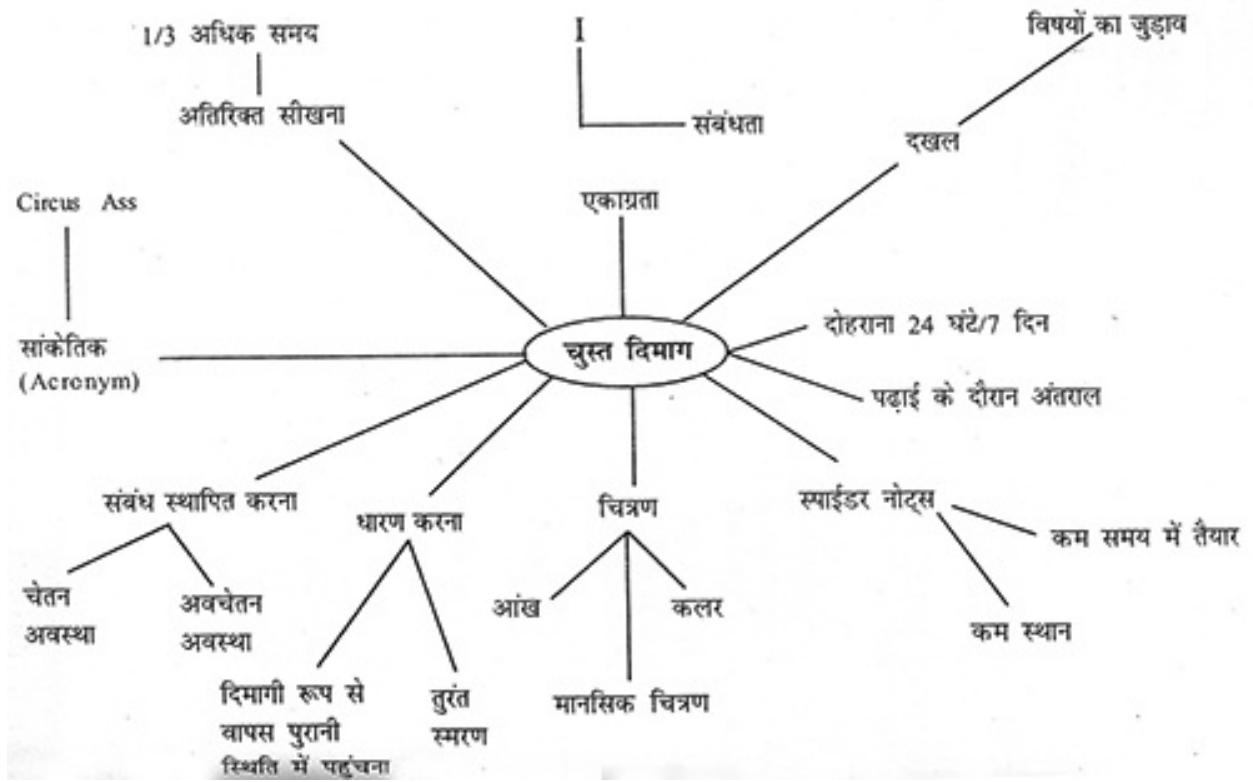 1/3 अधिक समय
I
विषयों का जुड़ाव
अतिरिक्त सीखना
संबंधता
दखल
Circus Ass
एकाग्रता
सांकेतिक
(Acronym)
चुस्त दिमाग
दोहराना 24 घंटे/7 दिन
पढ़ाई के दौरान अंतराल
संबंध स्थापित करना
धारण करना
चित्रण
स्पाईडर नोट्स
कम समय में तैयार
चेतन
अवस्था
अवचेतन
अवस्था
आंख
कलर
कम स्थान
दिमागी रूप से
वापस पुरानी
स्थिति में पहुंचना
तुरंत
स्मरण
मानसिक चित्रण